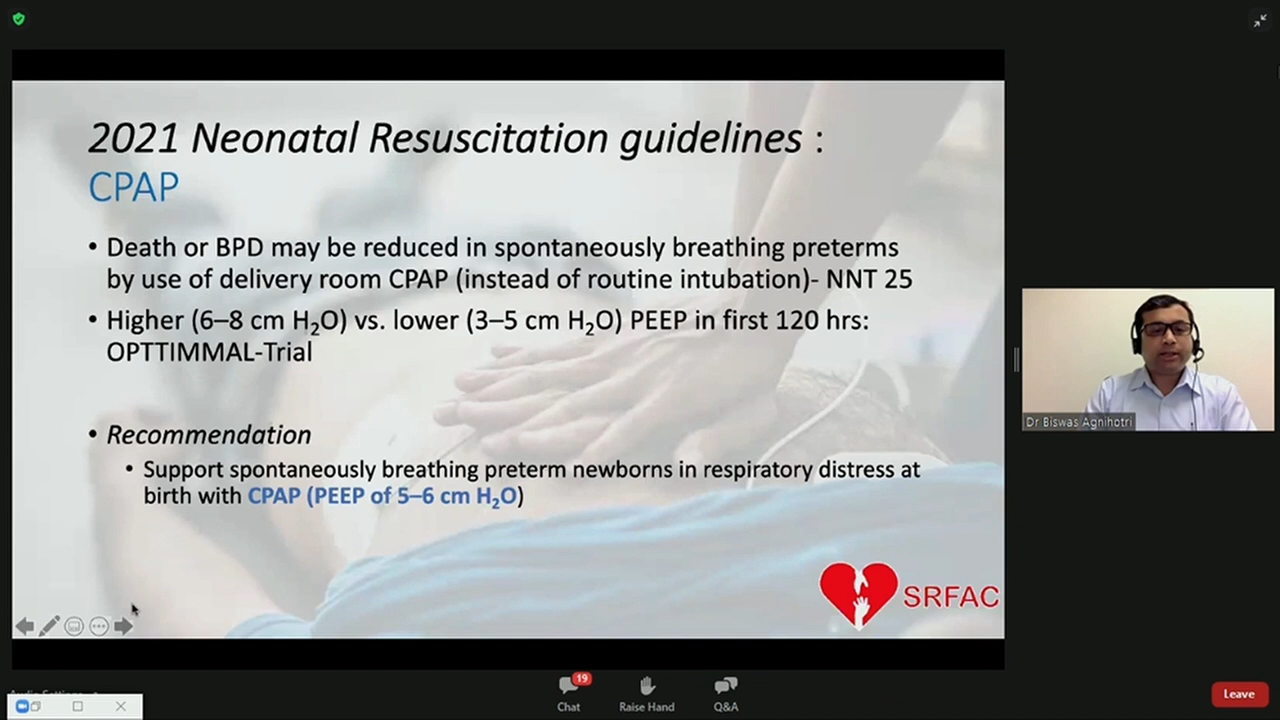 2021 Neonatal Resuscitation guidelines :
CPAP
• Death or BPD may be reduced in spontaneously breathing preterms
by use of delivery room CPAP (instead of routine intubation)- NNT 25
• Higher (6–8 cm H₂O) vs. lower (3–5 cm H₂O) PEEP in first 120 hrs:
OPTTIMMAL-Trial
• Recommendation
• Support spontaneously breathing preterm newborns in respiratory distress at
birth with CPAP (PEEP of 5–6 cm H₂O)
SRFAC
Dr Biswas Agnihotri
19
Chat
Raise Hand
Q&A
Leave